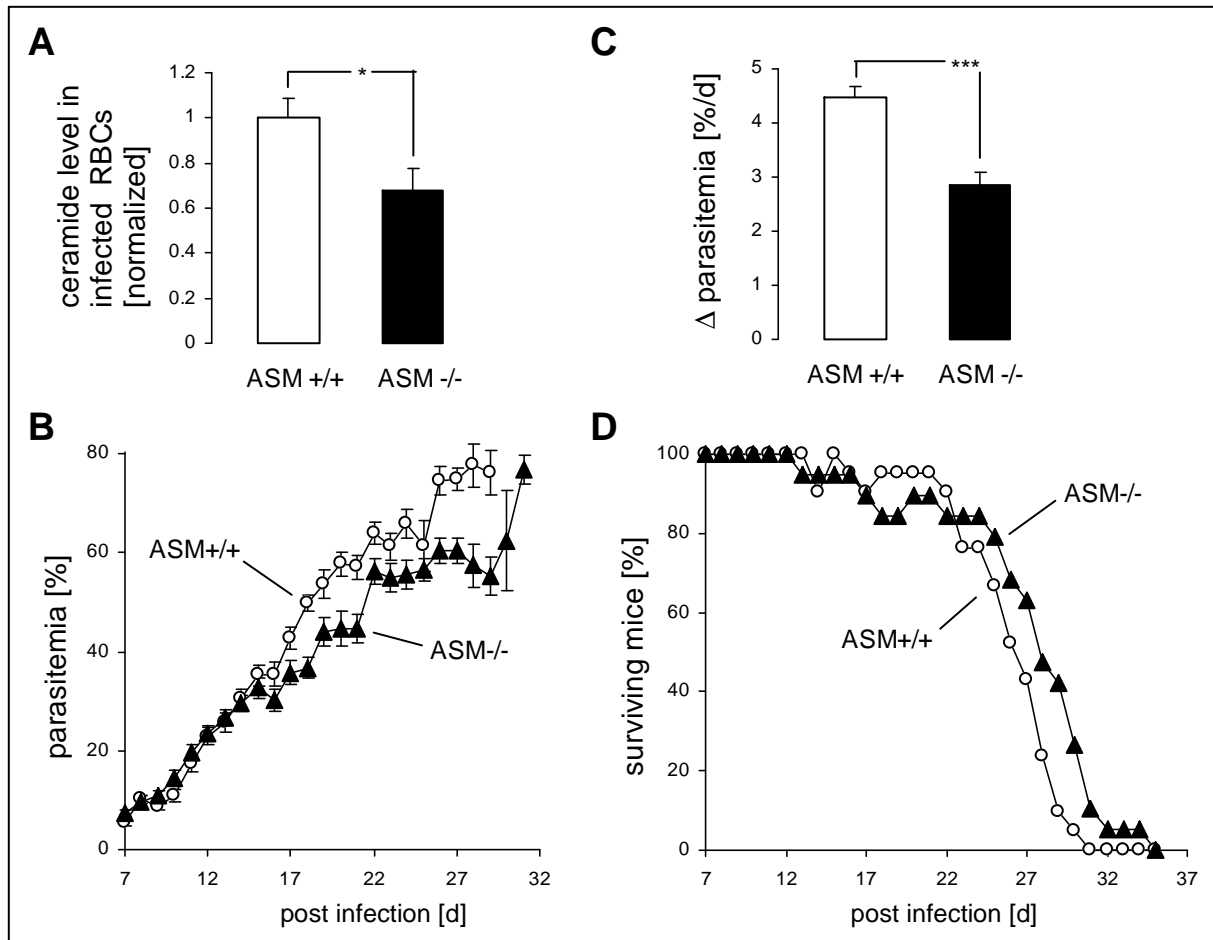 A
ceramide level in
infected RBCs
[normalized]
1.2
1
0.8
0.6
0.4
0.2
0
*
ASM +/+
ASM -/-
C
Δ parasitemia [%/d]
5
4
3
2
1
0
***
ASM +/+
ASM -/-
B
parasitemia [%]
80
60
40
20
0
ASM+/+
ASM-/-
7
12
17
22
27
32
post infection [d]
D
surviving mice [%]
100
80
60
40
20
0
ASM-/-
ASM+/+
7
12
17
22
27
32
37
post infection [d]